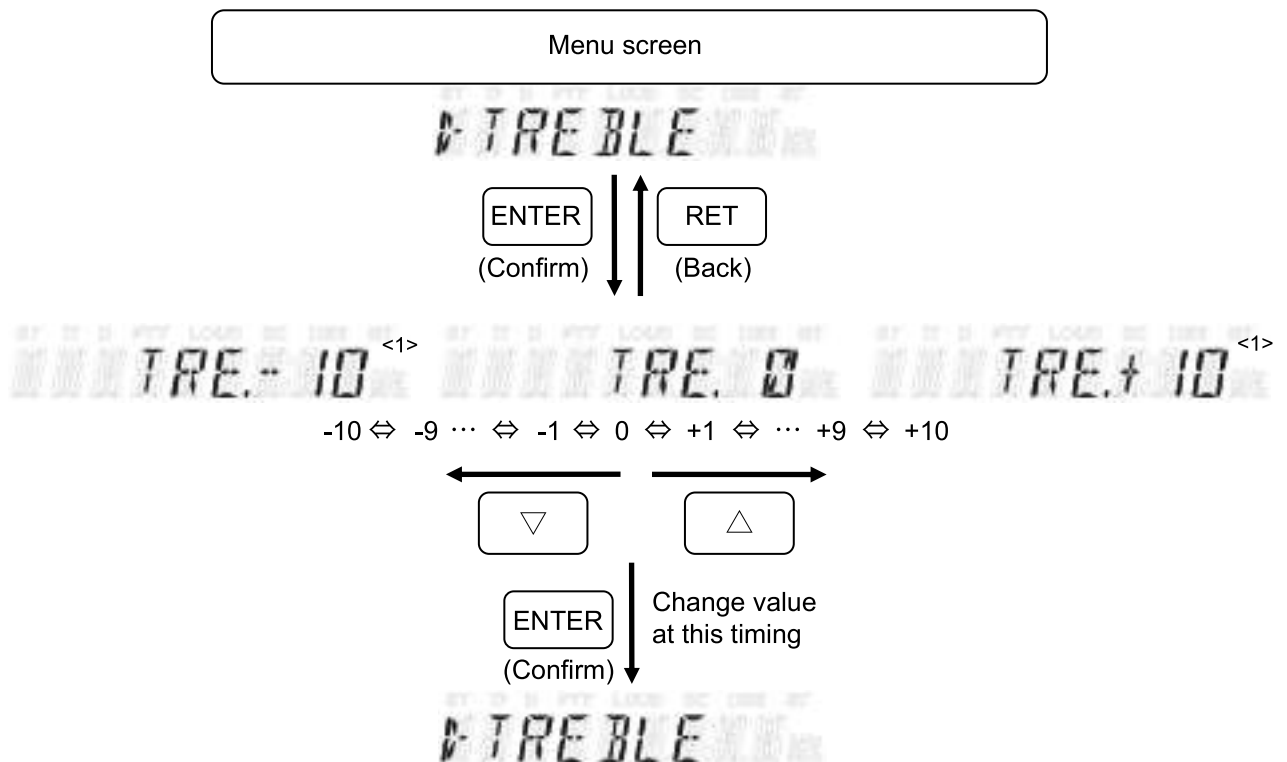 Menu screen
TREBLE
ENTER RET
(Confirm) (Back)
TRE.- 10 <1> TRE. 0 TRE.+ 10 <1>
-10 ⇔ -9 ⋯ ⇔ -1 ⇔ 0 ⇔ +1 ⇔ ⋯ +9 ⇔ +10
▽ △
ENTER Change value
at this timing
(Confirm)
TREBLE